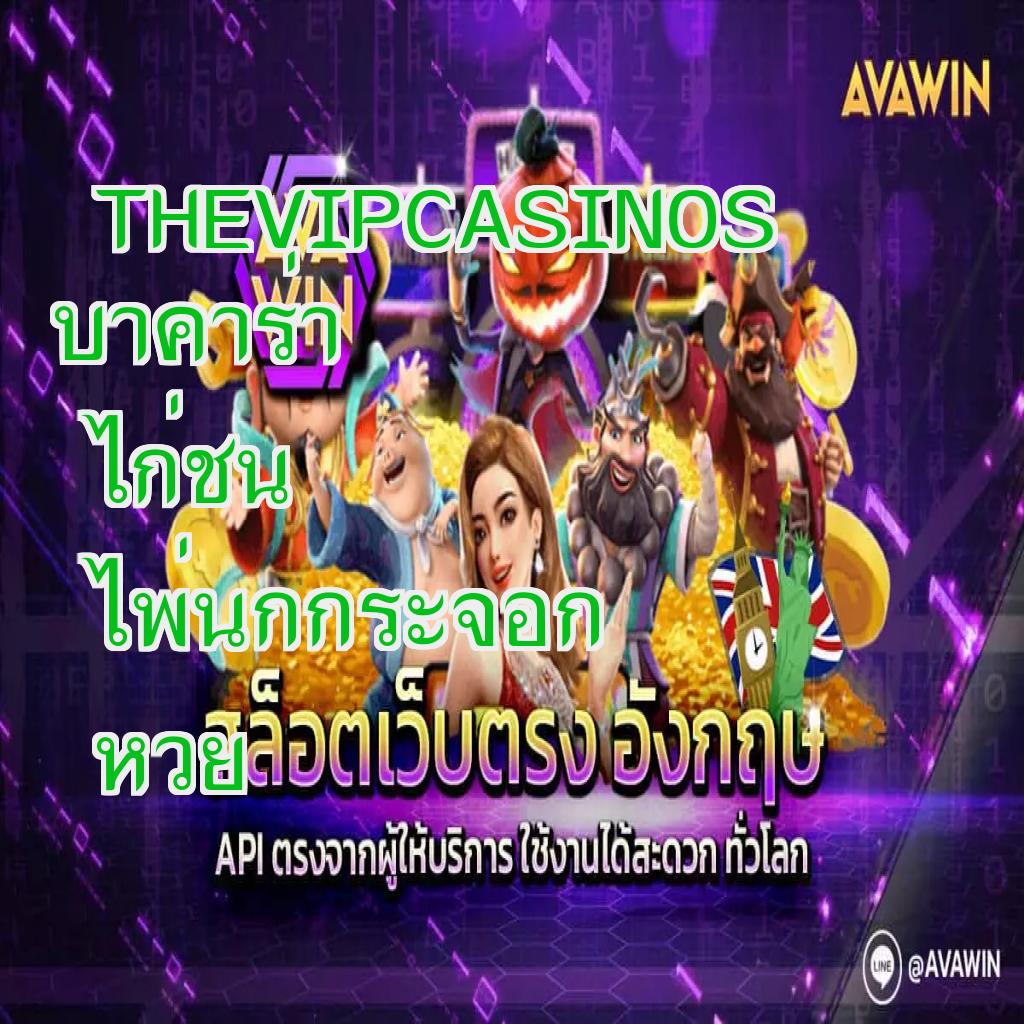 AVAWIN
THEVIPCASINOS
AVA
WIN
บาคาร่า
ไก่ชน
ไพ่นกกระจอก
หวย
สล็อตเว็บตรง อังกฤษ
API ตรงจากผู้ให้บริการ ใช้งานได้สะดวก ทั่วโลก
LINE @AVAWIN